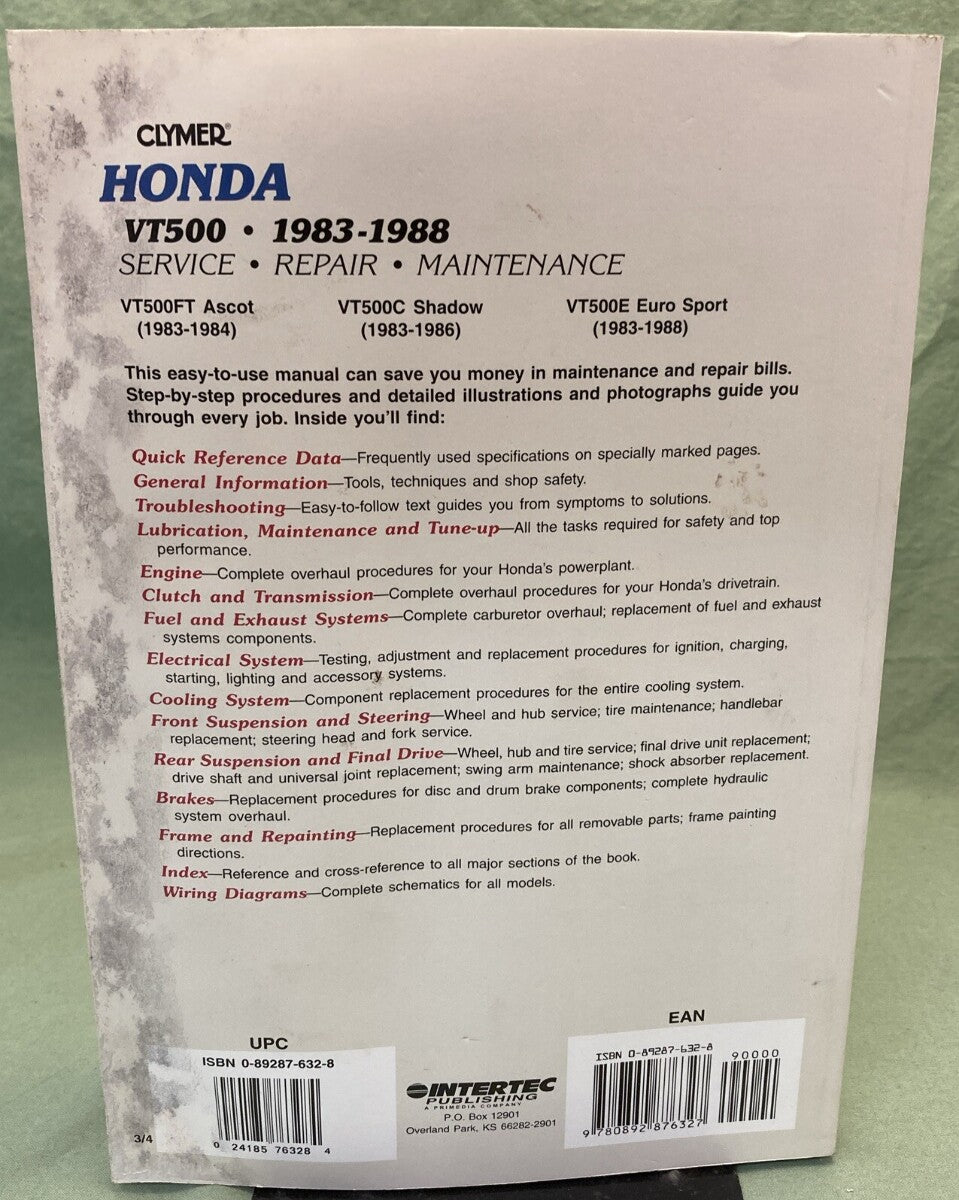 CLYMER®
HONDA
VT500 • 1983-1988
SERVICE • REPAIR • MAINTENANCE
VT500FT Ascot VT500C Shadow VT500E Euro Sport
(1983-1984) (1983-1986) (1983-1988)
This easy-to-use manual can save you money in maintenance and repair bills.
Step-by-step procedures and detailed illustrations and photographs guide you
through every job. Inside you'll find:
Quick Reference Data—Frequently used specifications on specially marked pages.
General Information—Tools, techniques and shop safety.
Troubleshooting—Easy-to-follow text guides you from symptoms to solutions.
Lubrication, Maintenance and Tune-up—All the tasks required for safety and top
performance.
Engine—Complete overhaul procedures for your Honda's powerplant.
Clutch and Transmission—Complete overhaul procedures for your Honda's drivetrain.
Fuel and Exhaust Systems—Complete carburetor overhaul; replacement of fuel and exhaust
systems components.
Electrical System—Testing, adjustment and replacement procedures for ignition, charging,
starting, lighting and accessory systems.
Cooling System—Component replacement procedures for the entire cooling system.
Front Suspension and Steering—Wheel and hub service; tire maintenance; handlebar
replacement; steering head and fork service.
Rear Suspension and Final Drive—Wheel, hub and tire service; final drive unit replacement;
drive shaft and universal joint replacement; swing arm maintenance; shock absorber replacement.
Brakes—Replacement procedures for disc and drum brake components; complete hydraulic
system overhaul.
Frame and Repainting—Replacement procedures for all removable parts; frame painting
directions.
Index—Reference and cross-reference to all major sections of the book.
Wiring Diagrams—Complete schematics for all models.
UPC
ISBN 0-89287-632-8
0 24185 76328 4
3/4
INTERTEC
PUBLISHING
A PRIMEDIA COMPANY
P.O. Box 12901
Overland Park, KS 66282-2901
EAN
ISBN 0-89287-632-8
90000
9 780892 876327